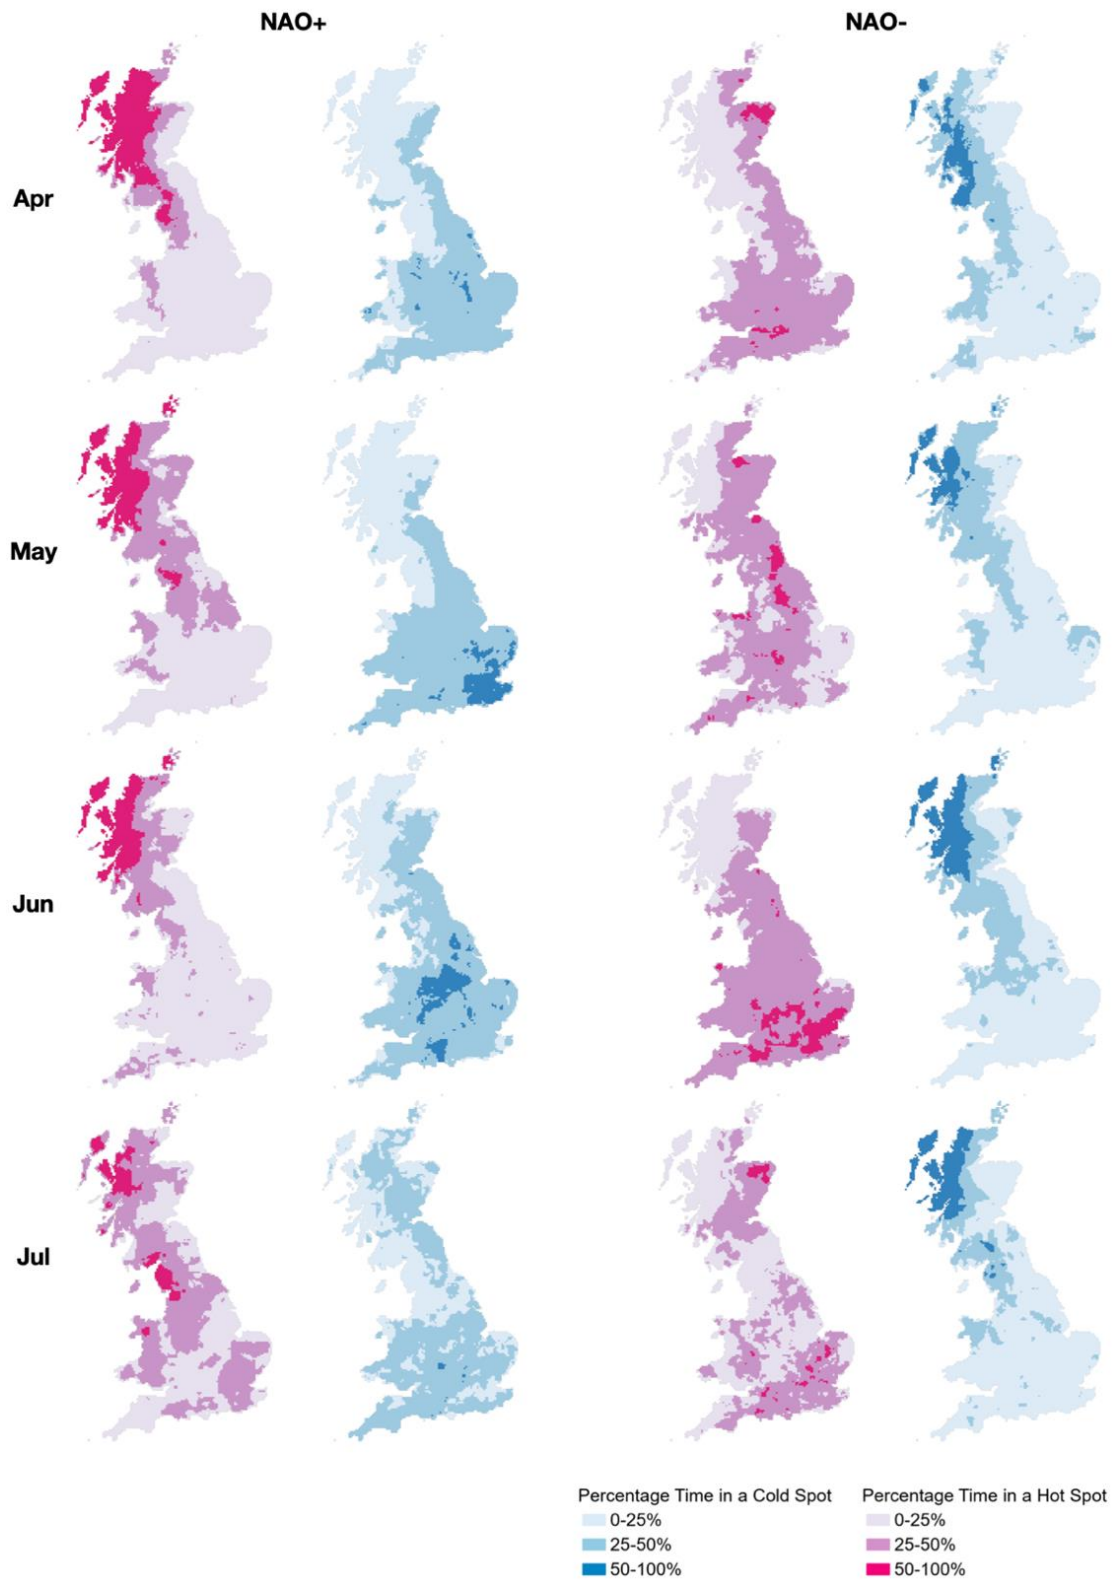 NAO+ NAO-
Apr
May
Jun
Jul
Percentage Time in a Cold Spot Percentage Time in a Hot Spot
0-25% 0-25%
25-50% 25-50%
50-100% 50-100%